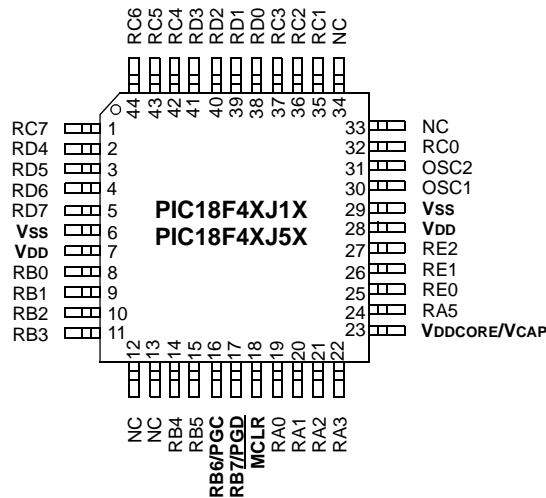 RC6 RC5 RC4 RD3 RD2 RD1 RD0 RC3 RC2 RC1 NC
44 43 42 41 40 39 38 37 36 35 34
RC7 1 33 NC
RD4 2 32 RC0
RD5 3 31 OSC2
RD6 4 30 OSC1
RD7 5 PIC18F4XJ1X 29 VSS
VSS 6 PIC18F4XJ5X 28 VDD
VDD 7 27 RE2
RB0 8 26 RE1
RB1 9 25 RE0
RB2 10 24 RA5
RB3 11 23 VDDCORE/VCAP
12 13 14 15 16 17 18 19 20 21 22
NC NC RB4 RB5 RB6/PGC RB7/PGD MCLR RA0 RA1 RA2 RA3